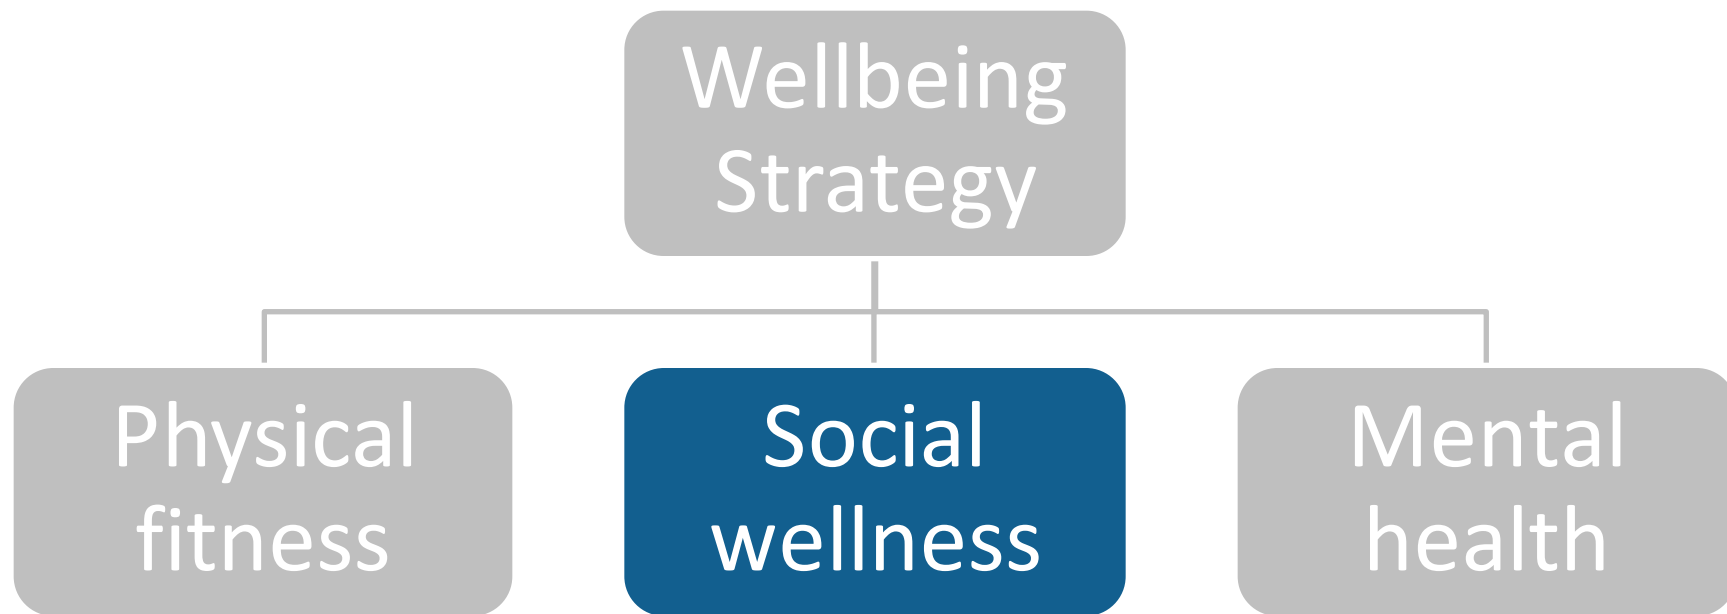 Wellbeing
Strategy
Physical
fitness
Social
wellness
Mental
health